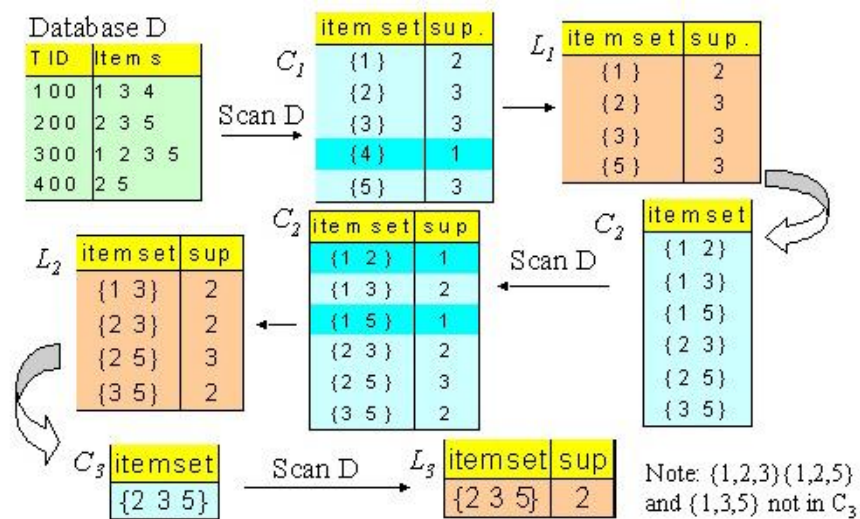 Database D
TID Items
100 1 3 4
200 2 3 5
300 1 2 3 5
400 2 5
Scan D
C1
itemset sup.
{1} 2
{2} 3
{3} 3
{4} 1
{5} 3
L1
itemset sup.
{1} 2
{2} 3
{3} 3
{5} 3
C2
itemset
{1 2}
{1 3}
{1 5}
{2 3}
{2 5}
{3 5}
Scan D
C2
itemset sup
{1 2} 1
{1 3} 2
{1 5} 1
{2 3} 2
{2 5} 3
{3 5} 2
L2
itemset sup
{1 3} 2
{2 3} 2
{2 5} 3
{3 5} 2
C3
itemset
{2 3 5}
Scan D
L3
itemset sup
{2 3 5} 2
Note: {1,2,3}{1,2,5}
and {1,3,5} not in C3